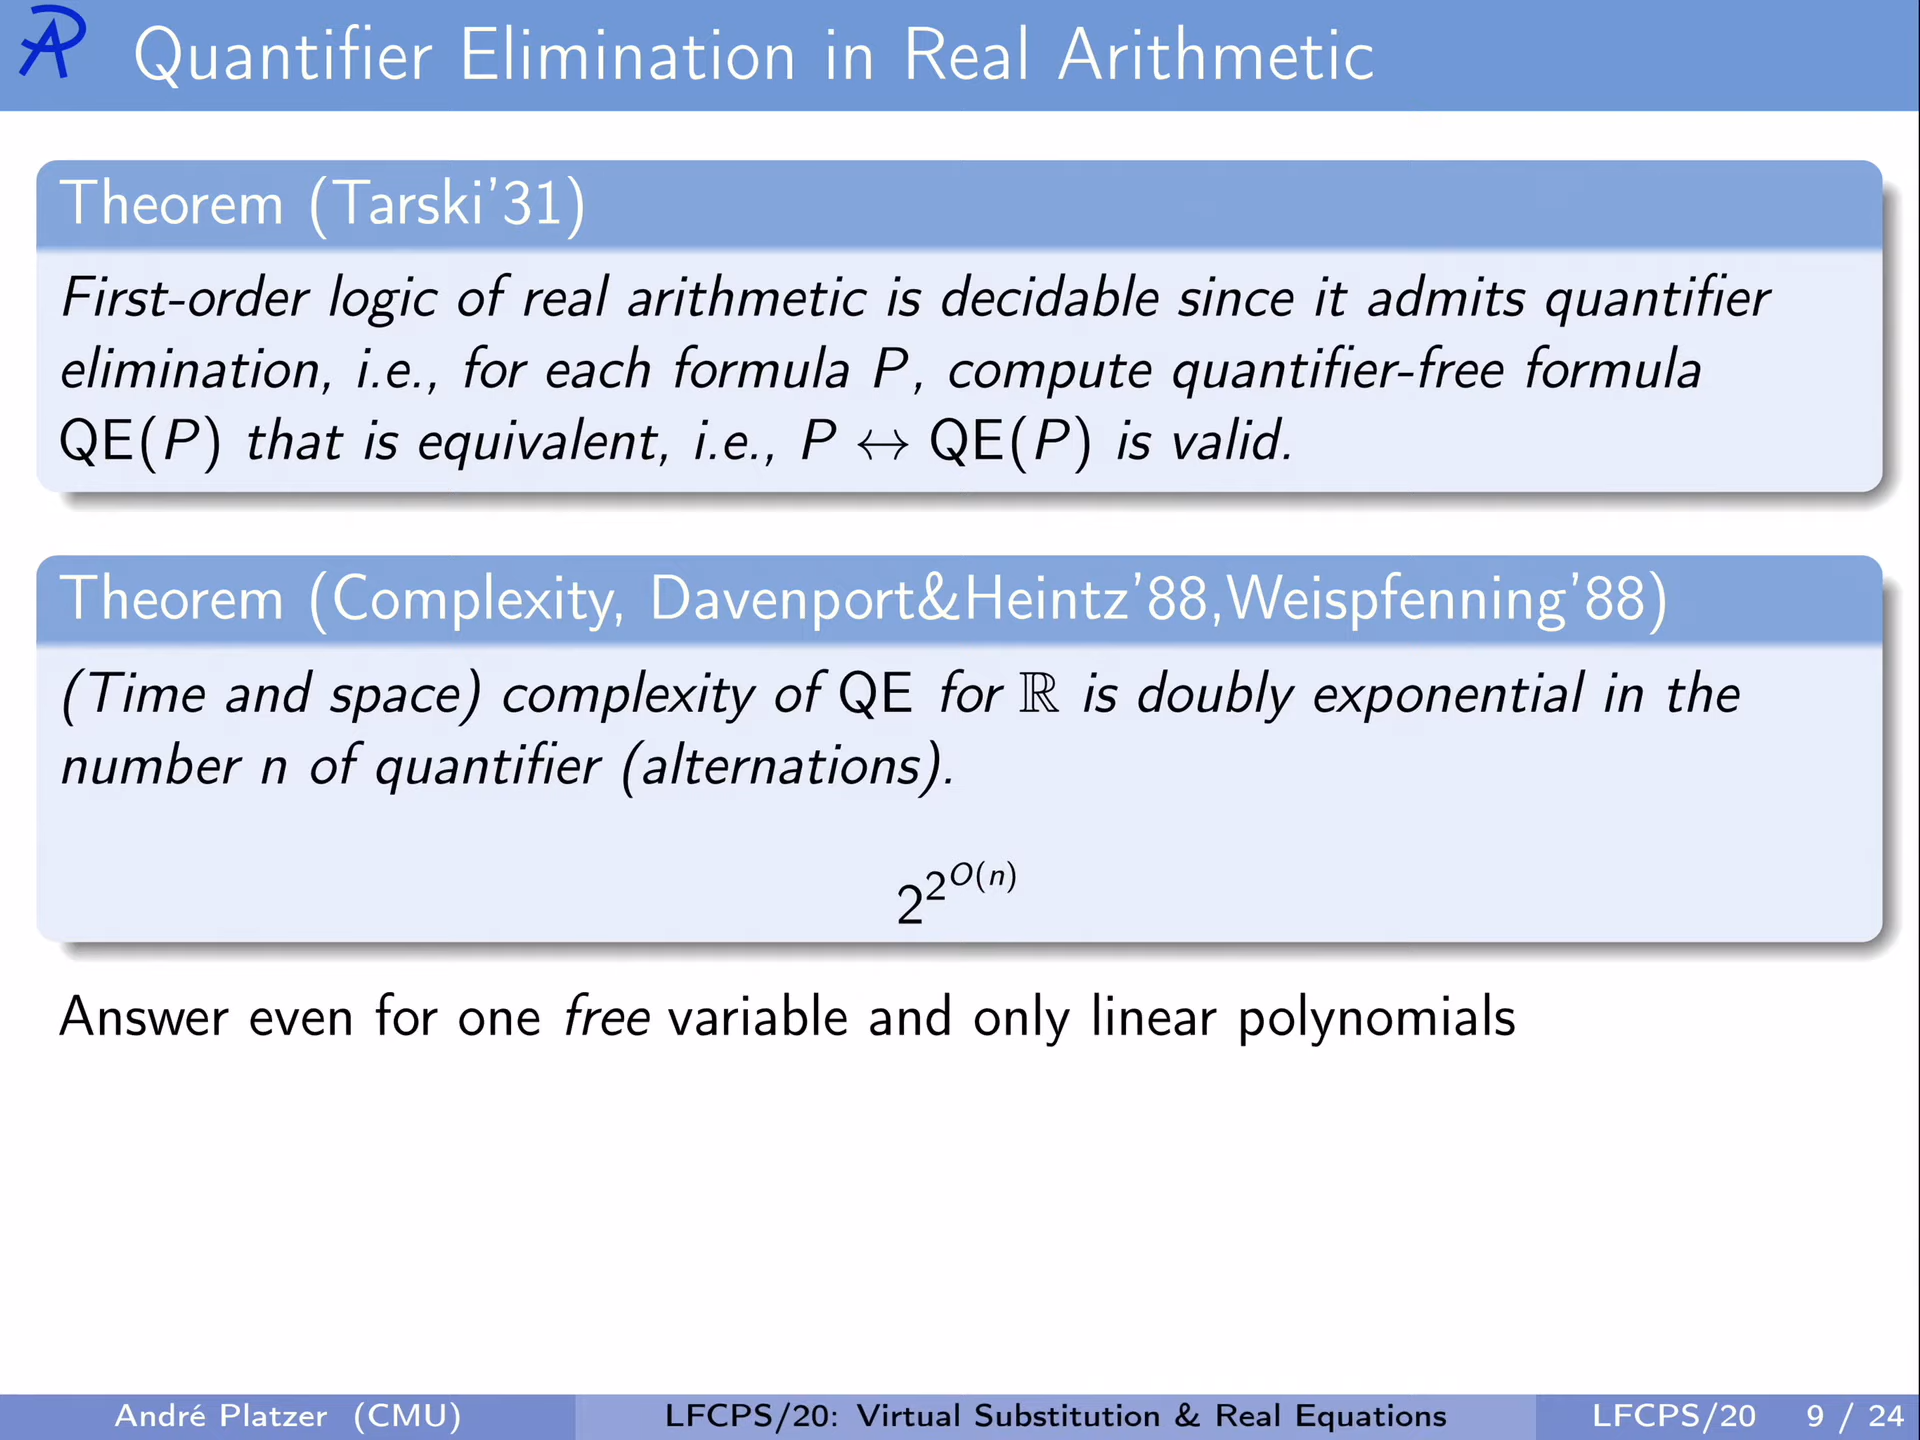 Quantifier Elimination in Real Arithmetic
Theorem (Tarski’31)
First-order logic of real arithmetic is decidable since it admits quantifier
elimination, i.e., for each formula P, compute quantifier-free formula
QE(P) that is equivalent, i.e., P ↔ QE(P) is valid.
Theorem (Complexity, Davenport&Heintz’88,Weispfenning’88)
(Time and space) complexity of QE for ℝ is doubly exponential in the
number n of quantifier (alternations).
2^{2^{O(n)}}
Answer even for one free variable and only linear polynomials
André Platzer (CMU) LFCPS/20: Virtual Substitution & Real Equations LFCPS/20 9 / 24